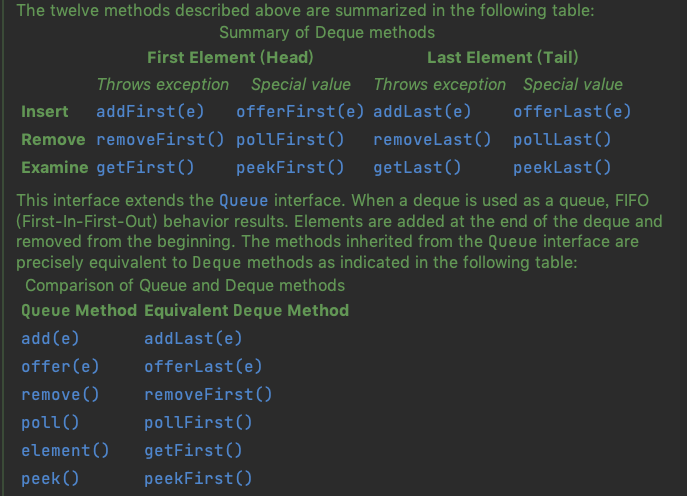 The twelve methods described above are summarized in the following table:
Summary of Deque methods
First Element (Head) Last Element (Tail)
Throws exception Special value Throws exception Special value
Insert addFirst(e) offerFirst(e) addLast(e) offerLast(e)
Remove removeFirst() pollFirst() removeLast() pollLast()
Examine getFirst() peekFirst() getLast() peekLast()
This interface extends the Queue interface. When a deque is used as a queue, FIFO
(First-In-First-Out) behavior results. Elements are added at the end of the deque and
removed from the beginning. The methods inherited from the Queue interface are
precisely equivalent to Deque methods as indicated in the following table:
Comparison of Queue and Deque methods
Queue Method Equivalent Deque Method
add(e) addLast(e)
offer(e) offerLast(e)
remove() removeFirst()
poll() pollFirst()
element() getFirst()
peek() peekFirst()